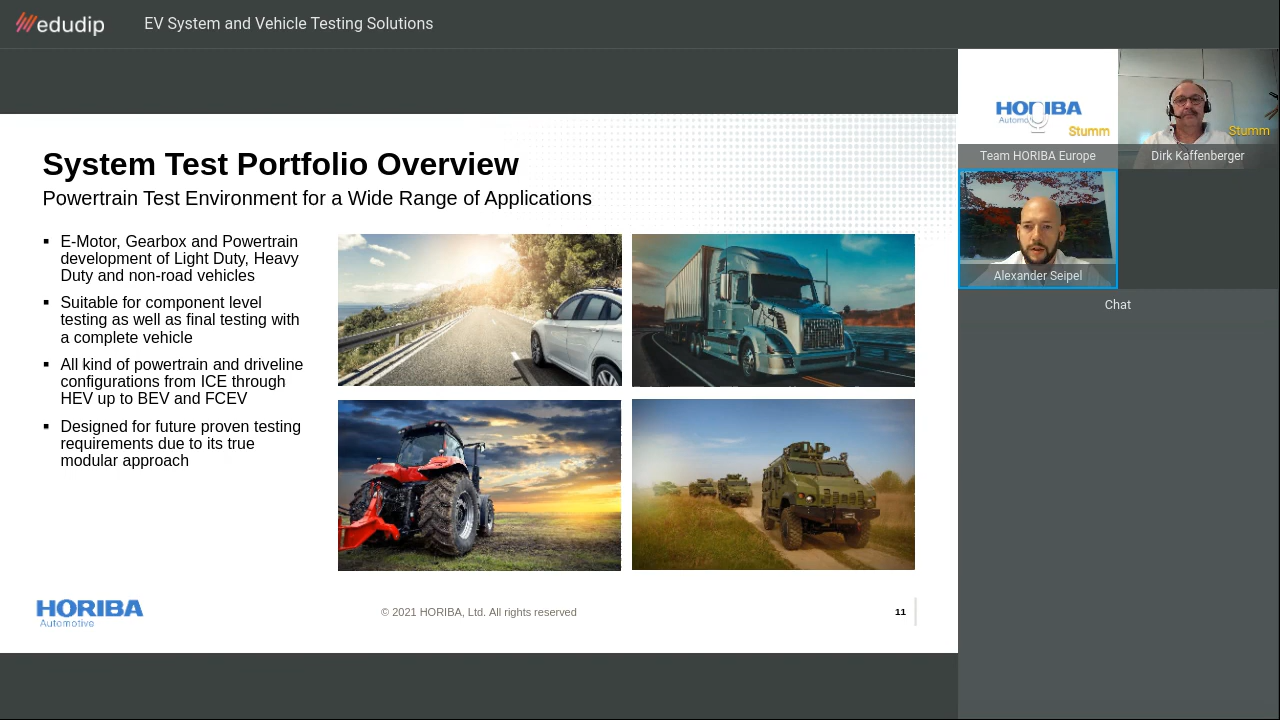 edudip
EV System and Vehicle Testing Solutions
System Test Portfolio Overview
Powertrain Test Environment for a Wide Range of Applications
▪ E-Motor, Gearbox and Powertrain
development of Light Duty, Heavy
Duty and non-road vehicles
▪ Suitable for component level
testing as well as final testing with
a complete vehicle
▪ All kind of powertrain and driveline
configurations from ICE through
HEV up to BEV and FCEV
▪ Designed for future proven testing
requirements due to its true
modular approach
HORIBA
Automotive
© 2021 HORIBA, Ltd. All rights reserved
11
HORIBA
Stumm
Team HORIBA Europe
Stumm
Dirk Kaffenberger
Alexander Seipel
Chat